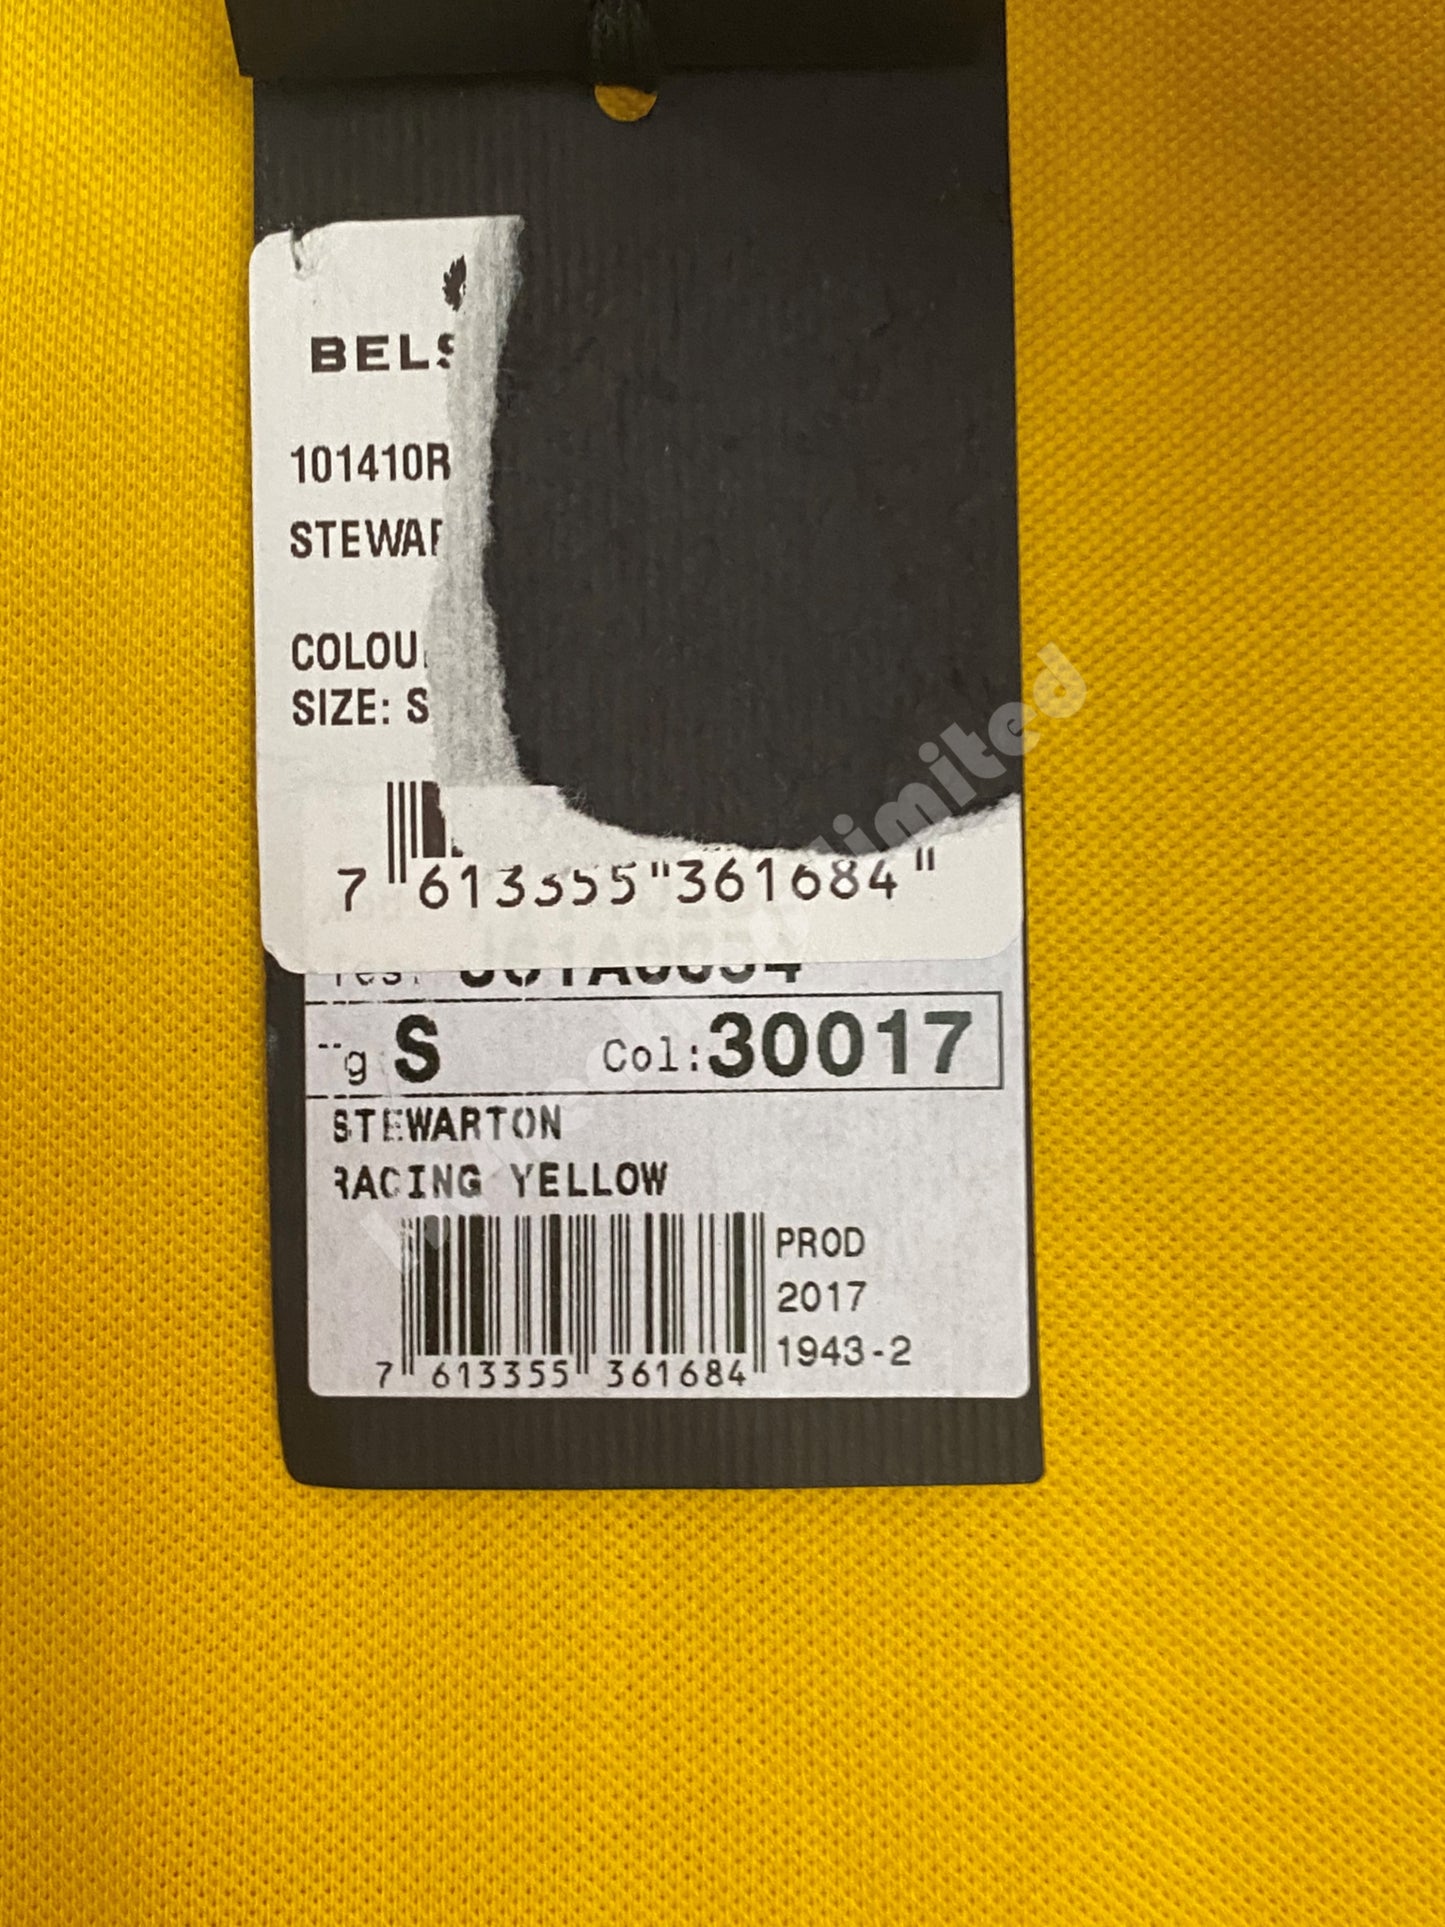 BELS
101410R
STEWAR
COLOU
SIZE: S
7 613355 361684
S Col:30017
STEWARTON
RACING YELLOW
PROD
2017
1943-2
7 613355 361684
limited